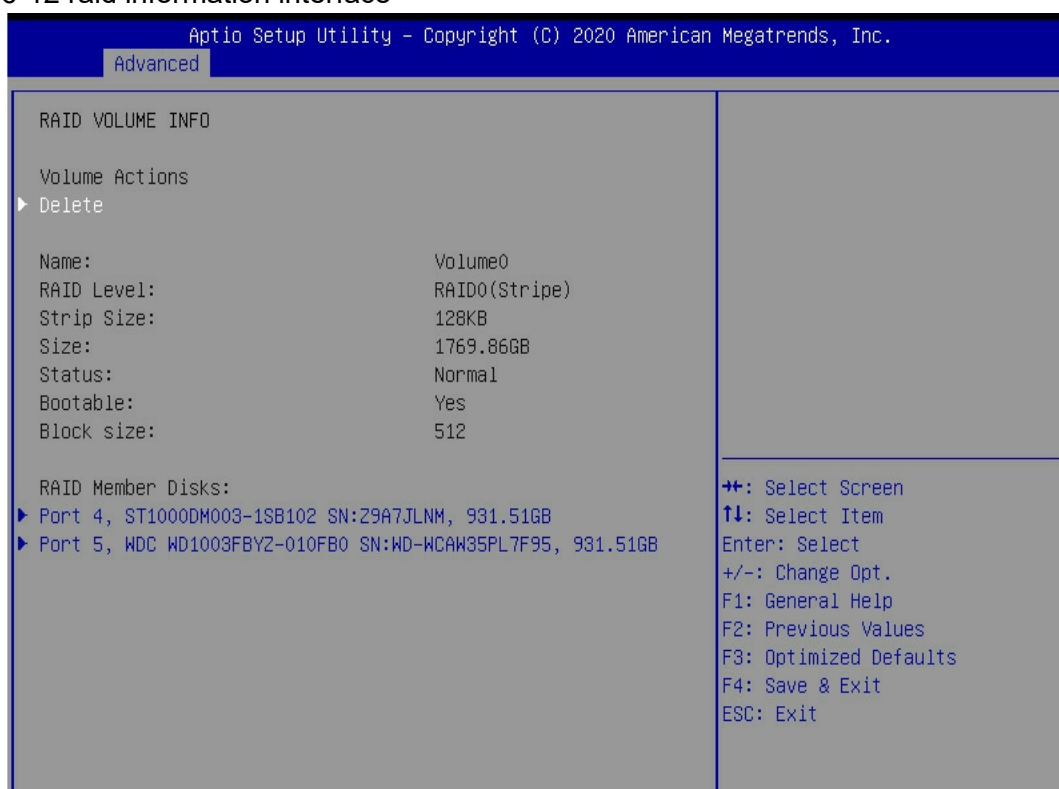 raid information interface
Aptio Setup Utility – Copyright (C) 2020 American Megatrends, Inc.
Advanced
RAID VOLUME INFO
Volume Actions
Delete
Name: Volume0
RAID Level: RAID0(Stripe)
Strip Size: 128KB
Size: 1769.86GB
Status: Normal
Bootable: Yes
Block size: 512
RAID Member Disks:
Port 4, ST1000DM003-1SB102 SN:Z9A7JLNM, 931.51GB
Port 5, WDC WD1003FBYZ-010FB0 SN:WD-WCAW35PL7F95, 931.51GB
→←: Select Screen
↑↓: Select Item
Enter: Select
+/-: Change Opt.
F1: General Help
F2: Previous Values
F3: Optimized Defaults
F4: Save & Exit
ESC: Exit